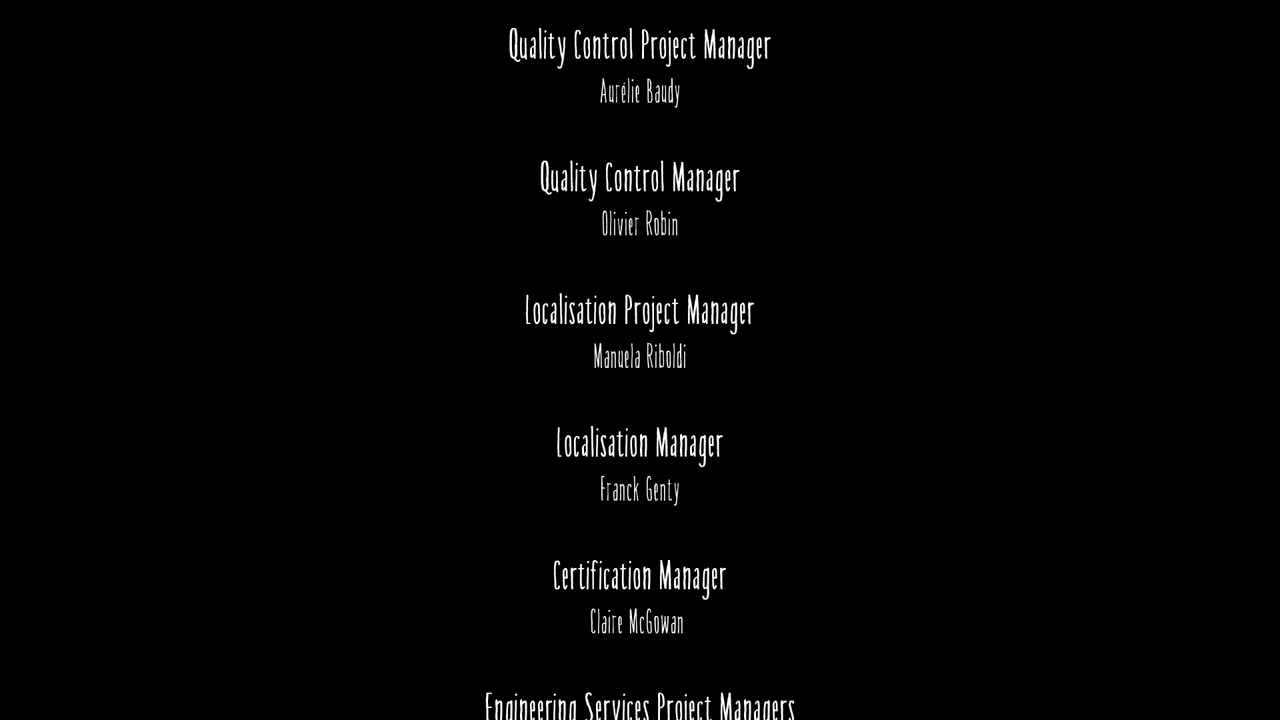 Quality Control Project Manager
Aurélie Baudy
Quality Control Manager
Olivier Robin
Localisation Project Manager
Manuela Riboldi
Localisation Manager
Franck Genty
Certification Manager
Claire McGowan
Engineering Services Project Managers